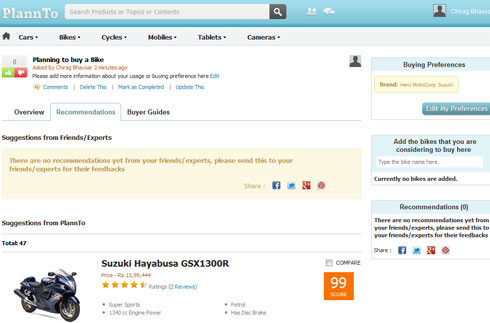 PlannTo
Search Products or Topics or Contents
Chirag Bhavsar
Cars Bikes Cycles Mobiles Tablets Cameras
0
Planning to buy a Bike
Asked by Chirag Bhavsar 2 minutes ago
Please add more information about your usage or buying preference here Edit
Comments | Delete This | Mark as Completed | Update This
Overview Recommendations Buyer Guides
Suggestions from Friends/Experts
There are no recommendations yet from your friends/experts, please send this to your
friends/experts for their feedbacks
Share :
Suggestions from PlannTo
Total: 47
Suzuki Hayabusa GSX1300R
Price - Rs 12,99,444
Ratings (2 Reviews)
Super Sports
Petrol
1340 cc Engine Power
Has Disc Brake
COMPARE
99
SCORE
Buying Preferences
Brand: Hero MotoCorp Suzuki
Edit My Preferences
Add the bikes that you are
considering to buy here
Type the bike name here.
Currently no bikes are added.
Recommendations (0)
There are no recommendations yet from
your friends/experts, please send this to
your friends/experts for their feedbacks
Share :